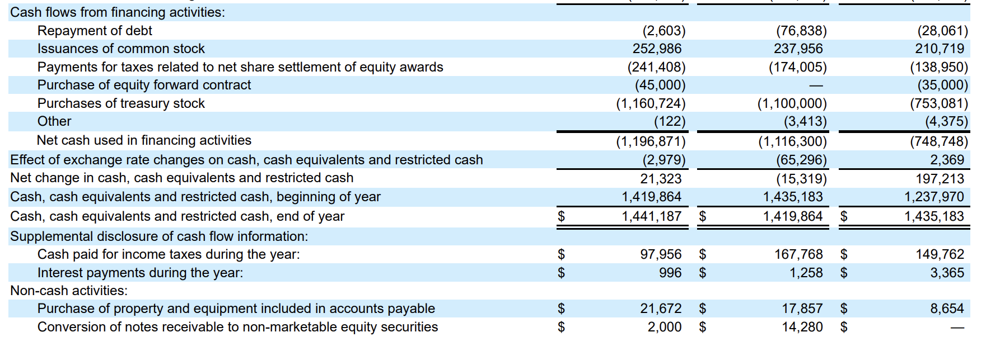 Cash flows from financing activities:
Repayment of debt (2,603) (76,838) (28,061)
Issuances of common stock 252,986 237,956 210,719
Payments for taxes related to net share settlement of equity awards (241,408) (174,005) (138,950)
Purchase of equity forward contract (45,000) — (35,000)
Purchases of treasury stock (1,160,724) (1,100,000) (753,081)
Other (122) (3,413) (4,375)
Net cash used in financing activities (1,196,871) (1,116,300) (748,748)
Effect of exchange rate changes on cash, cash equivalents and restricted cash (2,979) (65,296) 2,369
Net change in cash, cash equivalents and restricted cash 21,323 (15,319) 197,213
Cash, cash equivalents and restricted cash, beginning of year 1,419,864 1,435,183 1,237,970
Cash, cash equivalents and restricted cash, end of year $ 1,441,187 $ 1,419,864 $ 1,435,183
Supplemental disclosure of cash flow information:
Cash paid for income taxes during the year: $ 97,956 $ 167,768 $ 149,762
Interest payments during the year: $ 996 $ 1,258 $ 3,365
Non-cash activities:
Purchase of property and equipment included in accounts payable $ 21,672 $ 17,857 $ 8,654
Conversion of notes receivable to non-marketable equity securities $ 2,000 $ 14,280 $ —